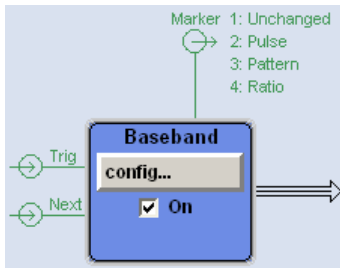 Marker 1: Unchanged
2: Pulse
3: Pattern
4: Ratio
Baseband
Trig
config...
Next
On